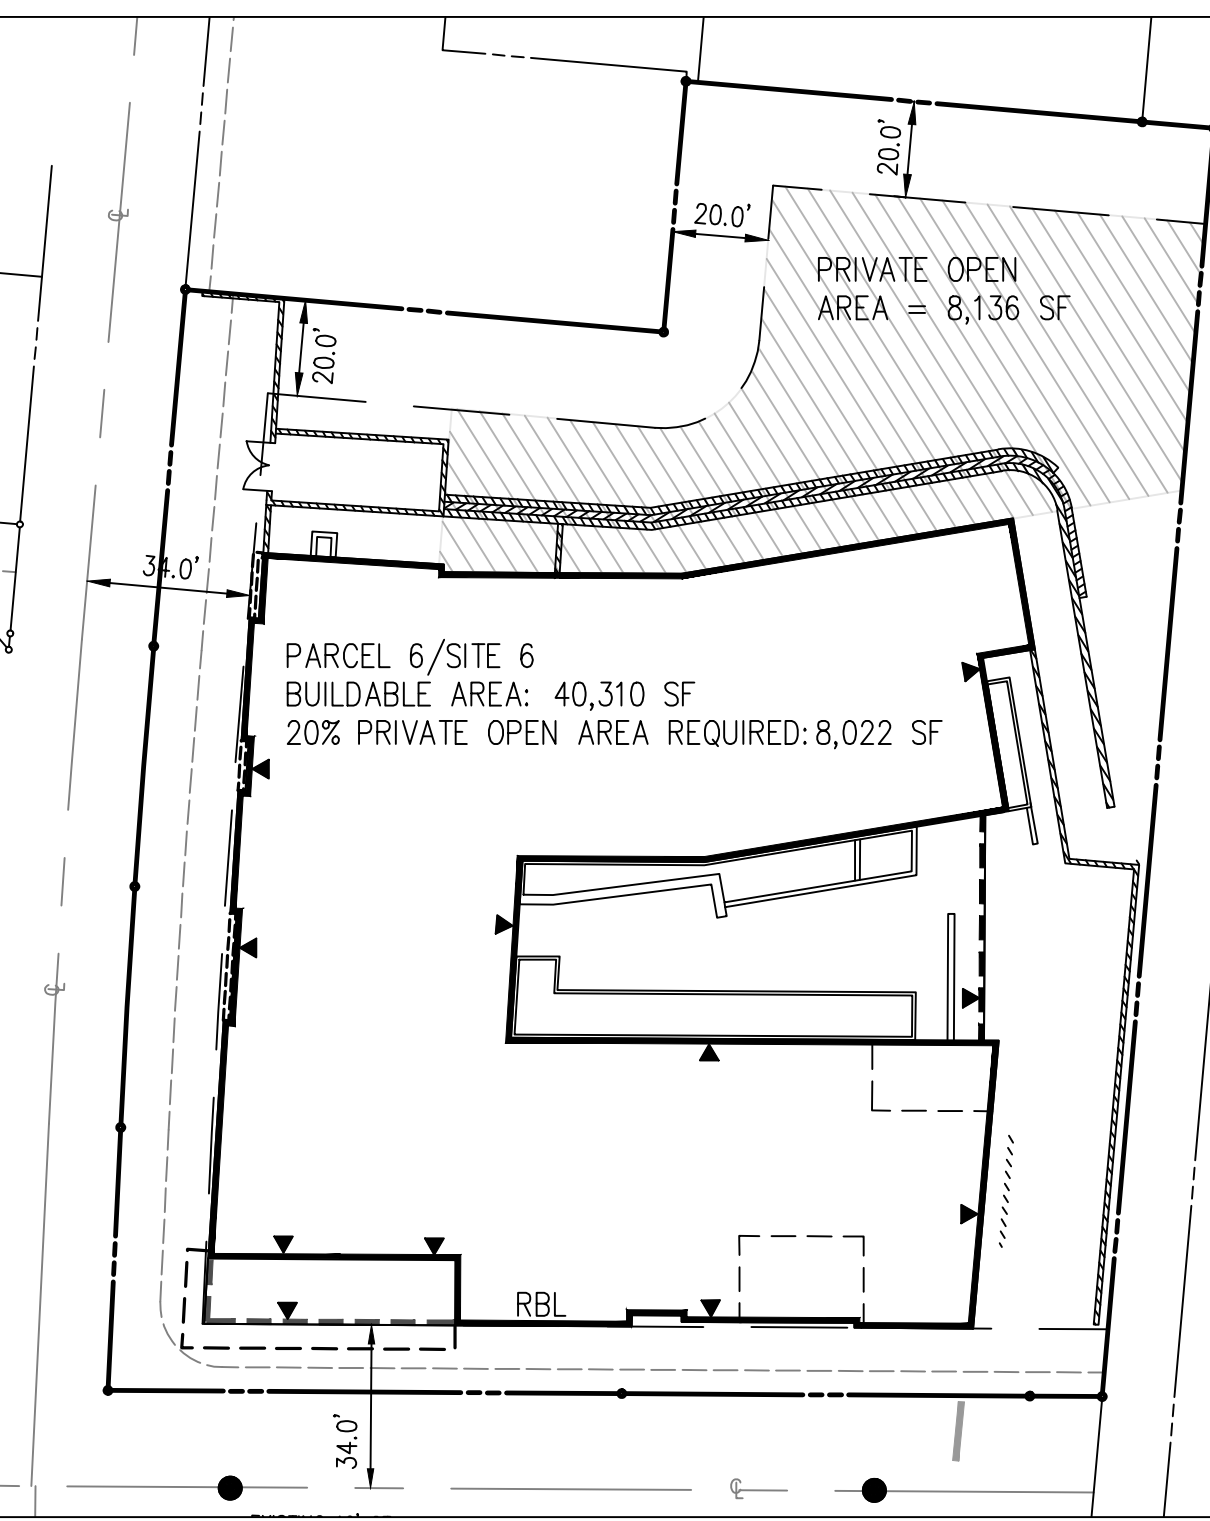 20.0'
20.0'
PRIVATE OPEN
AREA = 8,136 SF
20.0'
34.0'
PARCEL 6/SITE 6
BUILDABLE AREA: 40,310 SF
20% PRIVATE OPEN AREA REQUIRED: 8,022 SF
RBL
34.0'